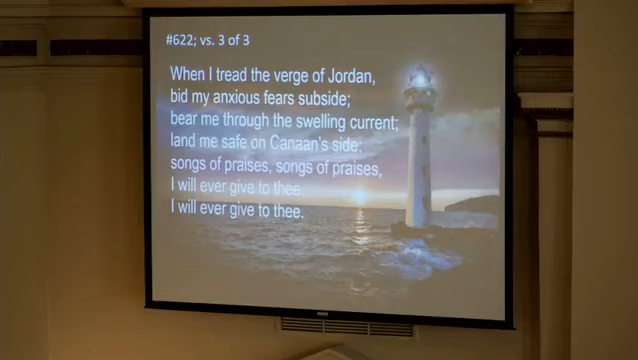 #622; vs. 3 of 3
When I tread the verge of Jordan,
bid my anxious fears subside;
bear me through the swelling current;
land me safe on Canaan's side;
songs of praises, songs of praises,
I will ever give to thee
I will ever give to thee.